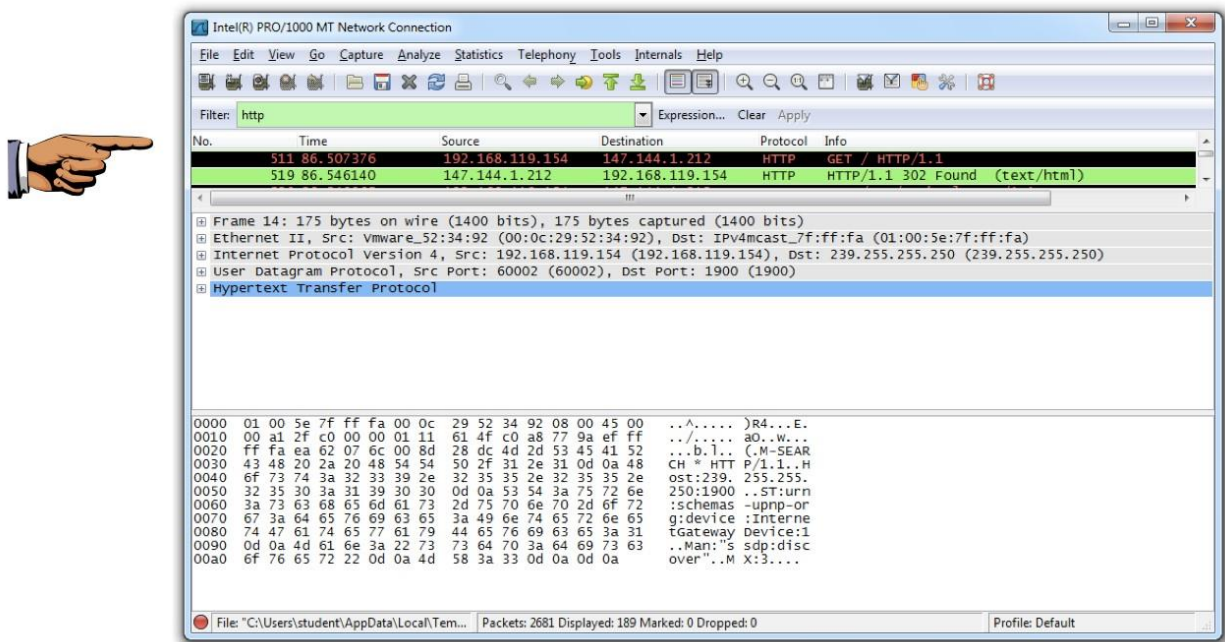 Intel(R) PRO/1000 MT Network Connection
File Edit View Go Capture Analyze Statistics Telephony Tools Internals Help
Filter: http Expression... Clear Apply
No. Time Source Destination Protocol Info
511 86.507376 192.168.119.154 147.144.1.212 HTTP GET / HTTP/1.1
519 86.546140 147.144.1.212 192.168.119.154 HTTP HTTP/1.1 302 Found (text/html)
Frame 14: 175 bytes on wire (1400 bits), 175 bytes captured (1400 bits)
Ethernet II, Src: Vmware_52:34:92 (00:0c:29:52:34:92), Dst: IPv4mcast_7f:ff:fa (01:00:5e:7f:ff:fa)
Internet Protocol Version 4, Src: 192.168.119.154 (192.168.119.154), Dst: 239.255.255.250 (239.255.255.250)
User Datagram Protocol, Src Port: 60002 (60002), Dst Port: 1900 (1900)
Hypertext Transfer Protocol
0000 01 00 5e 7f ff fa 00 0c 29 52 34 92 08 00 45 00 ..^..... )R4...E.
0010 00 a1 2f c0 00 00 01 11 61 4f c0 a8 77 9a ef ff ../..... aO..w...
0020 ff fa ea 62 07 6c 00 8d 28 dc 4d 2d 53 45 41 52 ...b.l.. (.M-SEAR
0030 43 48 20 2a 20 48 54 54 50 2f 31 2e 31 0d 0a 48 CH * HTT P/1.1..H
0040 6f 73 74 3a 32 33 39 2e 32 35 35 2e 32 35 35 2e ost:239. 255.255.
0050 32 35 30 3a 31 39 30 30 0d 0a 53 54 3a 75 72 6e 250:1900 ..ST:urn
0060 3a 73 63 68 65 6d 61 73 2d 75 70 6e 70 2d 6f 72 :schemas -upnp-or
0070 67 3a 64 65 76 69 63 65 3a 49 6e 74 65 72 6e 65 g:device :Interne
0080 74 47 61 74 65 77 61 79 44 65 76 69 63 65 3a 31 tGateway Device:1
0090 0d 0a 4d 61 6e 3a 22 73 73 64 70 3a 64 69 73 63 ..Man:"s sdp:disc
00a0 6f 76 65 72 22 0d 0a 4d 58 3a 33 0d 0a 0d 0a over"..M X:3....
File: "C:\Users\student\AppData\Local\Tem... Packets: 2681 Displayed: 189 Marked: 0 Dropped: 0 Profile: Default